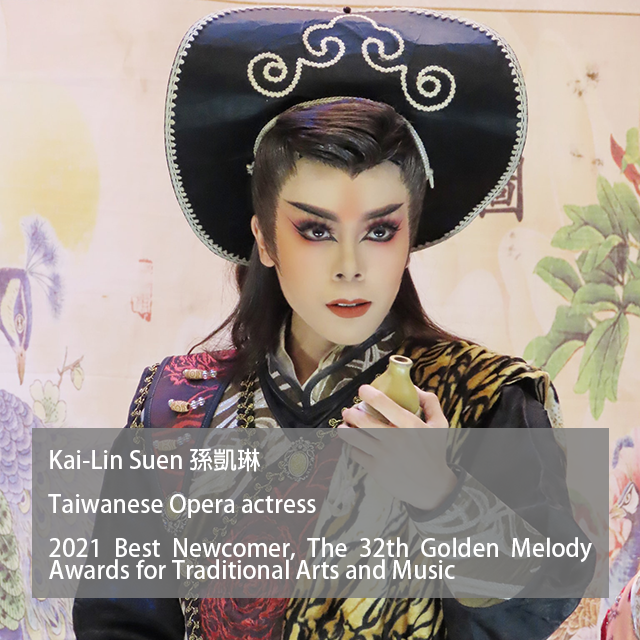 國
Kai-Lin Suen 孫凱琳
Taiwanese Opera actress
2021 Best Newcomer, The 32th Golden Melody
Awards for Traditional Arts and Music